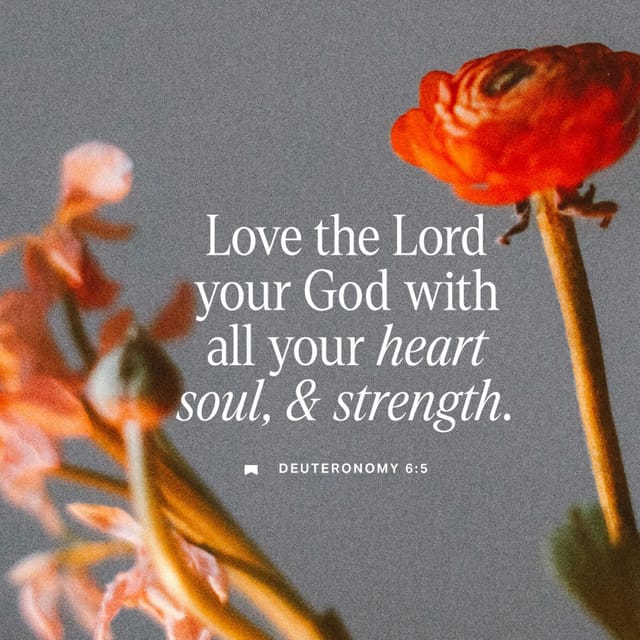 Love the Lord
your God with
all your heart
soul, & strength.
DEUTERONOMY 6:5